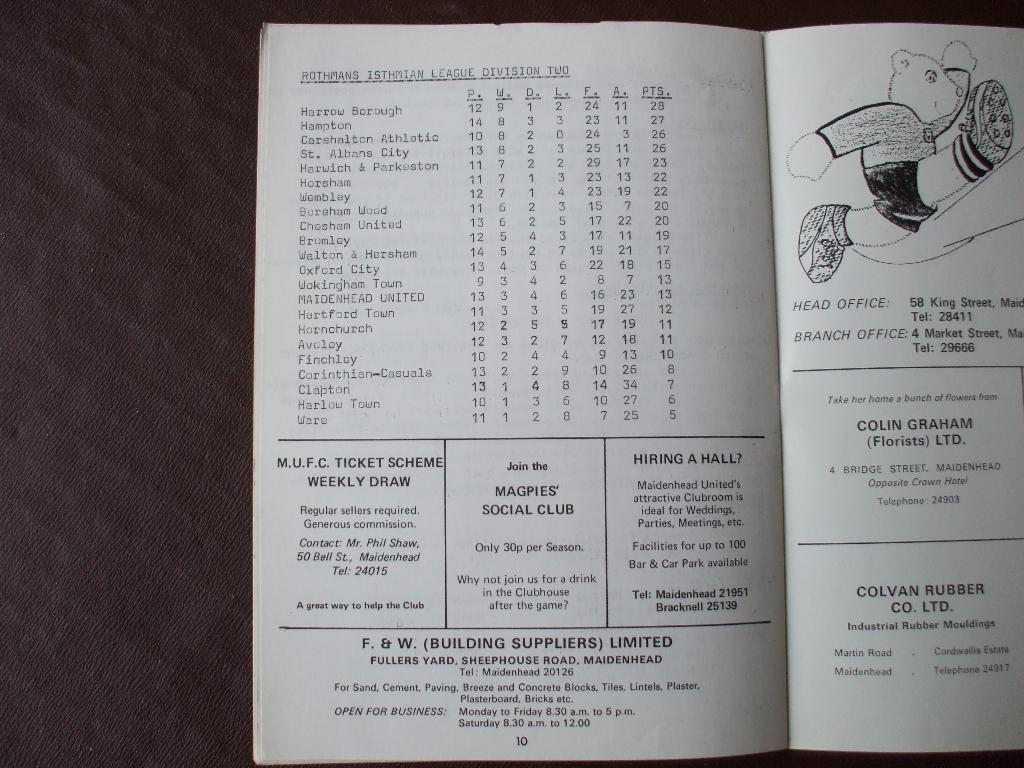 ROTHMANS ISTHMIAN LEAGUE DIVISION TWO
P. W. D. L. F. A. PTS.
Harrow Borough 12 9 1 2 24 11 28
Hampton 14 8 3 3 23 11 27
Carshalton Athletic 10 8 2 0 24 3 26
St. Albans City 13 8 2 3 25 11 26
Harwich & Parkeston 11 7 2 2 29 17 23
Horsham 11 7 1 3 23 13 22
Wembley 12 7 1 4 23 19 22
Boreham Wood 11 6 2 3 15 7 20
Chesham United 13 6 2 5 17 22 20
Bromley 12 5 4 3 17 11 19
Walton & Hersham 14 5 2 7 19 21 17
Oxford City 13 4 3 6 22 18 15
Wokingham Town 9 3 4 2 8 7 13
MAIDENHEAD UNITED 13 3 4 6 16 23 13
Hertford Town 11 3 3 5 19 27 12
Hornchurch 12 2 5 5 17 19 11
Aveley 12 3 2 7 12 18 11
Finchley 10 2 4 4 9 13 10
Corinthian-Casuals 13 2 2 9 10 26 8
Clapton 13 1 4 8 14 34 7
Harlow Town 10 1 3 6 10 27 6
Ware 11 1 2 8 7 25 5
M.U.F.C. TICKET SCHEME
WEEKLY DRAW
Regular sellers required.
Generous commission.
Contact: Mr. Phil Shaw,
50 Bell St., Maidenhead
Tel: 24015
A great way to help the Club
Join the
MAGPIES'
SOCIAL CLUB
Only 30p per Season.
Why not join us for a drink
in the Clubhouse
after the game?
HIRING A HALL?
Maidenhead United's
attractive Clubroom is
ideal for Weddings,
Parties, Meetings, etc.
Facilities for up to 100
Bar & Car Park available
Tel: Maidenhead 21951
Bracknell 25139
F. & W. (BUILDING SUPPLIERS) LIMITED
FULLERS YARD, SHEEPHOUSE ROAD, MAIDENHEAD
Tel: Maidenhead 20126
For Sand, Cement, Paving, Breeze and Concrete Blocks, Tiles, Lintels, Plaster,
Plasterboard, Bricks etc.
OPEN FOR BUSINESS: Monday to Friday 8.30 a.m. to 5 p.m.
Saturday 8.30 a.m. to 12.00
10
HEAD OFFICE: 58 King Street, Maid
Tel: 28411
BRANCH OFFICE: 4 Market Street, Ma
Tel: 29666
Take her home a bunch of flowers from
COLIN GRAHAM
(Florists) LTD.
4 BRIDGE STREET, MAIDENHEAD
Opposite Crown Hotel
Telephone: 24903
COLVAN RUBBER
CO. LTD.
Industrial Rubber Mouldings
Martin Road . Cordwallis Estate
Maidenhead . Telephone 24917